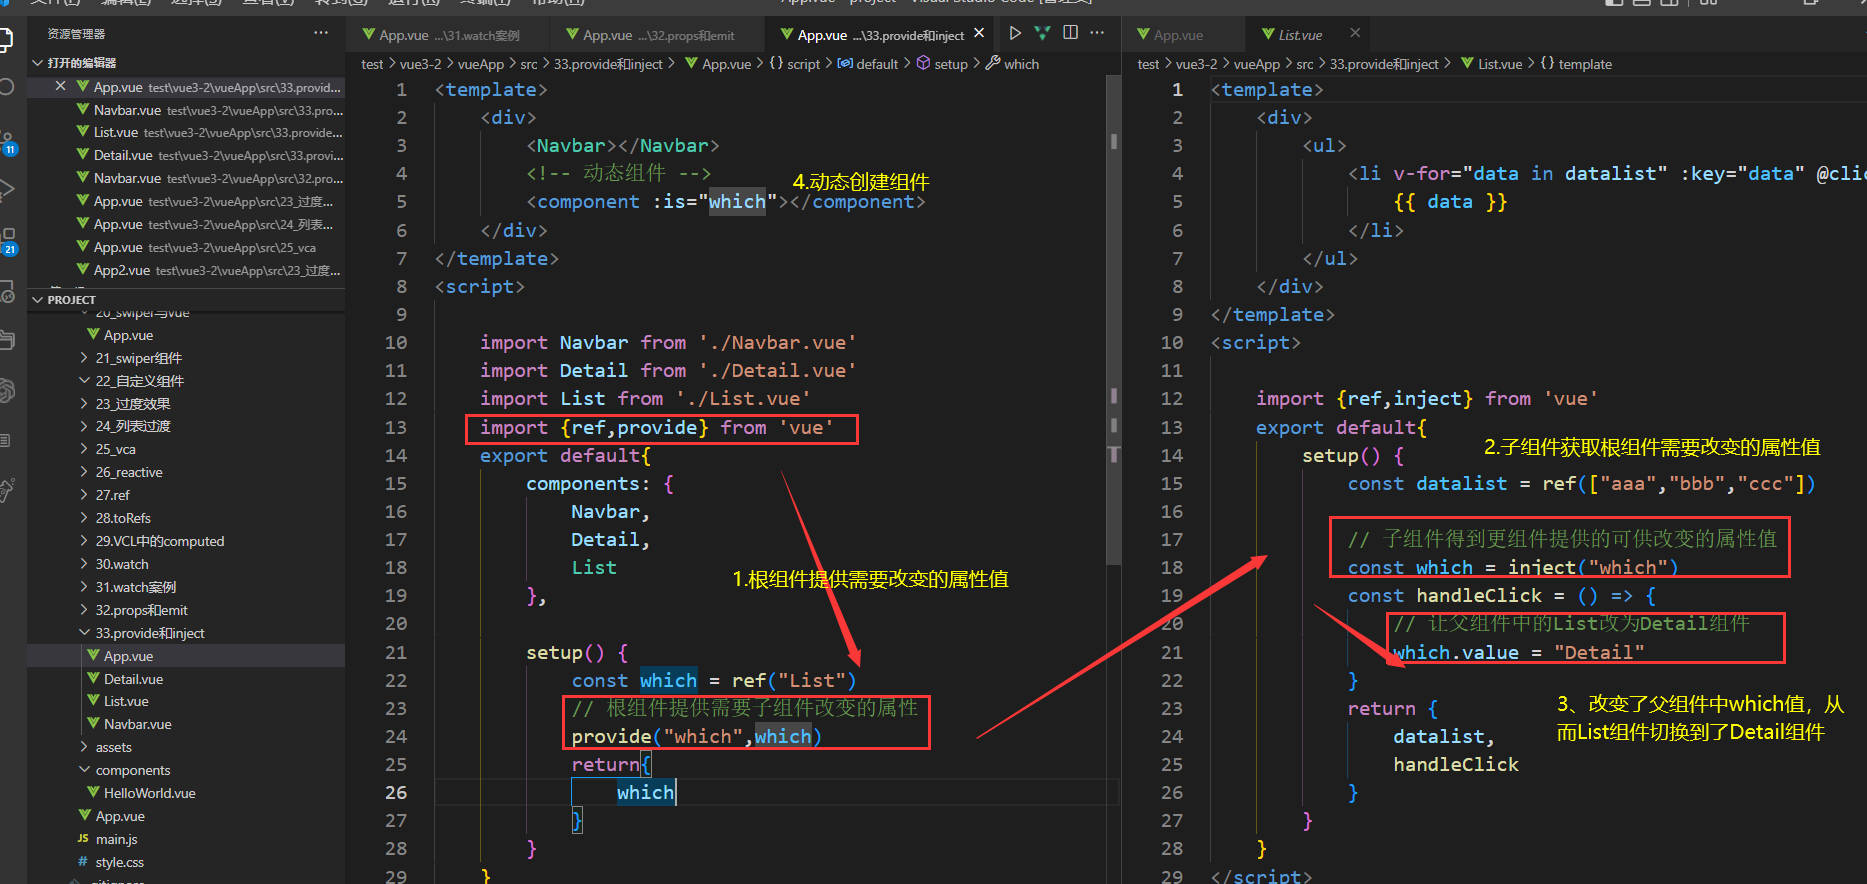 App.vue - project - Visual Studio Code [管理员]
资源管理器
打开的编辑器
App.vue test\vue3-2\vueApp\src\33.provid...
Navbar.vue test\vue3-2\vueApp\src\33.pro...
List.vue test\vue3-2\vueApp\src\33.provide...
Detail.vue test\vue3-2\vueApp\src\33.provi...
Navbar.vue test\vue3-2\vueApp\src\32.pro...
App.vue test\vue3-2\vueApp\src\23_过度...
App.vue test\vue3-2\vueApp\src\24_列表...
App.vue test\vue3-2\vueApp\src\25_vca
App2.vue test\vue3-2\vueApp\src\23_过度...
11
21
PROJECT
20_swiper与vue
App.vue
21_swiper组件
22_自定义组件
23_过度效果
24_列表过渡
25_vca
26_reactive
27.ref
28.toRefs
29.VCL中的computed
30.watch
31.watch案例
32.props和emit
33.provide和inject
App.vue
Detail.vue
List.vue
Navbar.vue
assets
components
HelloWorld.vue
App.vue
JS main.js
# style.css
.gitignore
App.vue ...\31.watch案例
App.vue ...\32.props和emit
App.vue ...\33.provide和inject
test > vue3-2 > vueApp > src > 33.provide和inject > App.vue > {} script > default > setup > which
1 <template>
2 <div>
3 <Navbar></Navbar>
4 <!-- 动态组件 -->
4.动态创建组件
5 <component :is="which"></component>
6 </div>
7 </template>
8 <script>
9
10 import Navbar from './Navbar.vue'
11 import Detail from './Detail.vue'
12 import List from './List.vue'
13 import {ref,provide} from 'vue'
14 export default{
15 components: {
16 Navbar,
17 Detail,
18 List
1.根组件提供需要改变的属性值
19 },
20
21 setup() {
22 const which = ref("List")
23 // 根组件提供需要子组件改变的属性
24 provide("which",which)
25 return{
26 which
27 }
28 }
29 }
App.vue
List.vue
test > vue3-2 > vueApp > src > 33.provide和inject > List.vue > {} template
1 <template>
2 <div>
3 <ul>
4 <li v-for="data in datalist" :key="data" @clic
5 {{ data }}
6 </li>
7 </ul>
8 </div>
9 </template>
10 <script>
11
12 import {ref,inject} from 'vue'
13 export default{
2.子组件获取根组件需要改变的属性值
14 setup() {
15 const datalist = ref(["aaa","bbb","ccc"])
16
17 // 子组件得到更组件提供的可供改变的属性值
18 const which = inject("which")
19 const handleClick = () => {
20 // 让父组件中的List改为Detail组件
21 which.value = "Detail"
22 }
3、改变了父组件中which值，从
而List组件切换到了Detail组件
23 return {
24 datalist,
25 handleClick
26 }
27 }
28 }
29 </script>